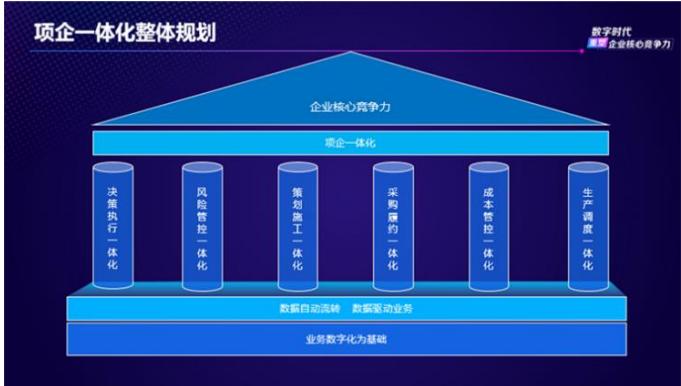 项企一体化整体规划
数字时代
重塑 企业核心竞争力
企业核心竞争力
项企一体化
决策执行一体化
风险管控一体化
策划施工一体化
采购履约一体化
成本管控一体化
生产调度一体化
数据自动流转 数据驱动业务
业务数字化为基础